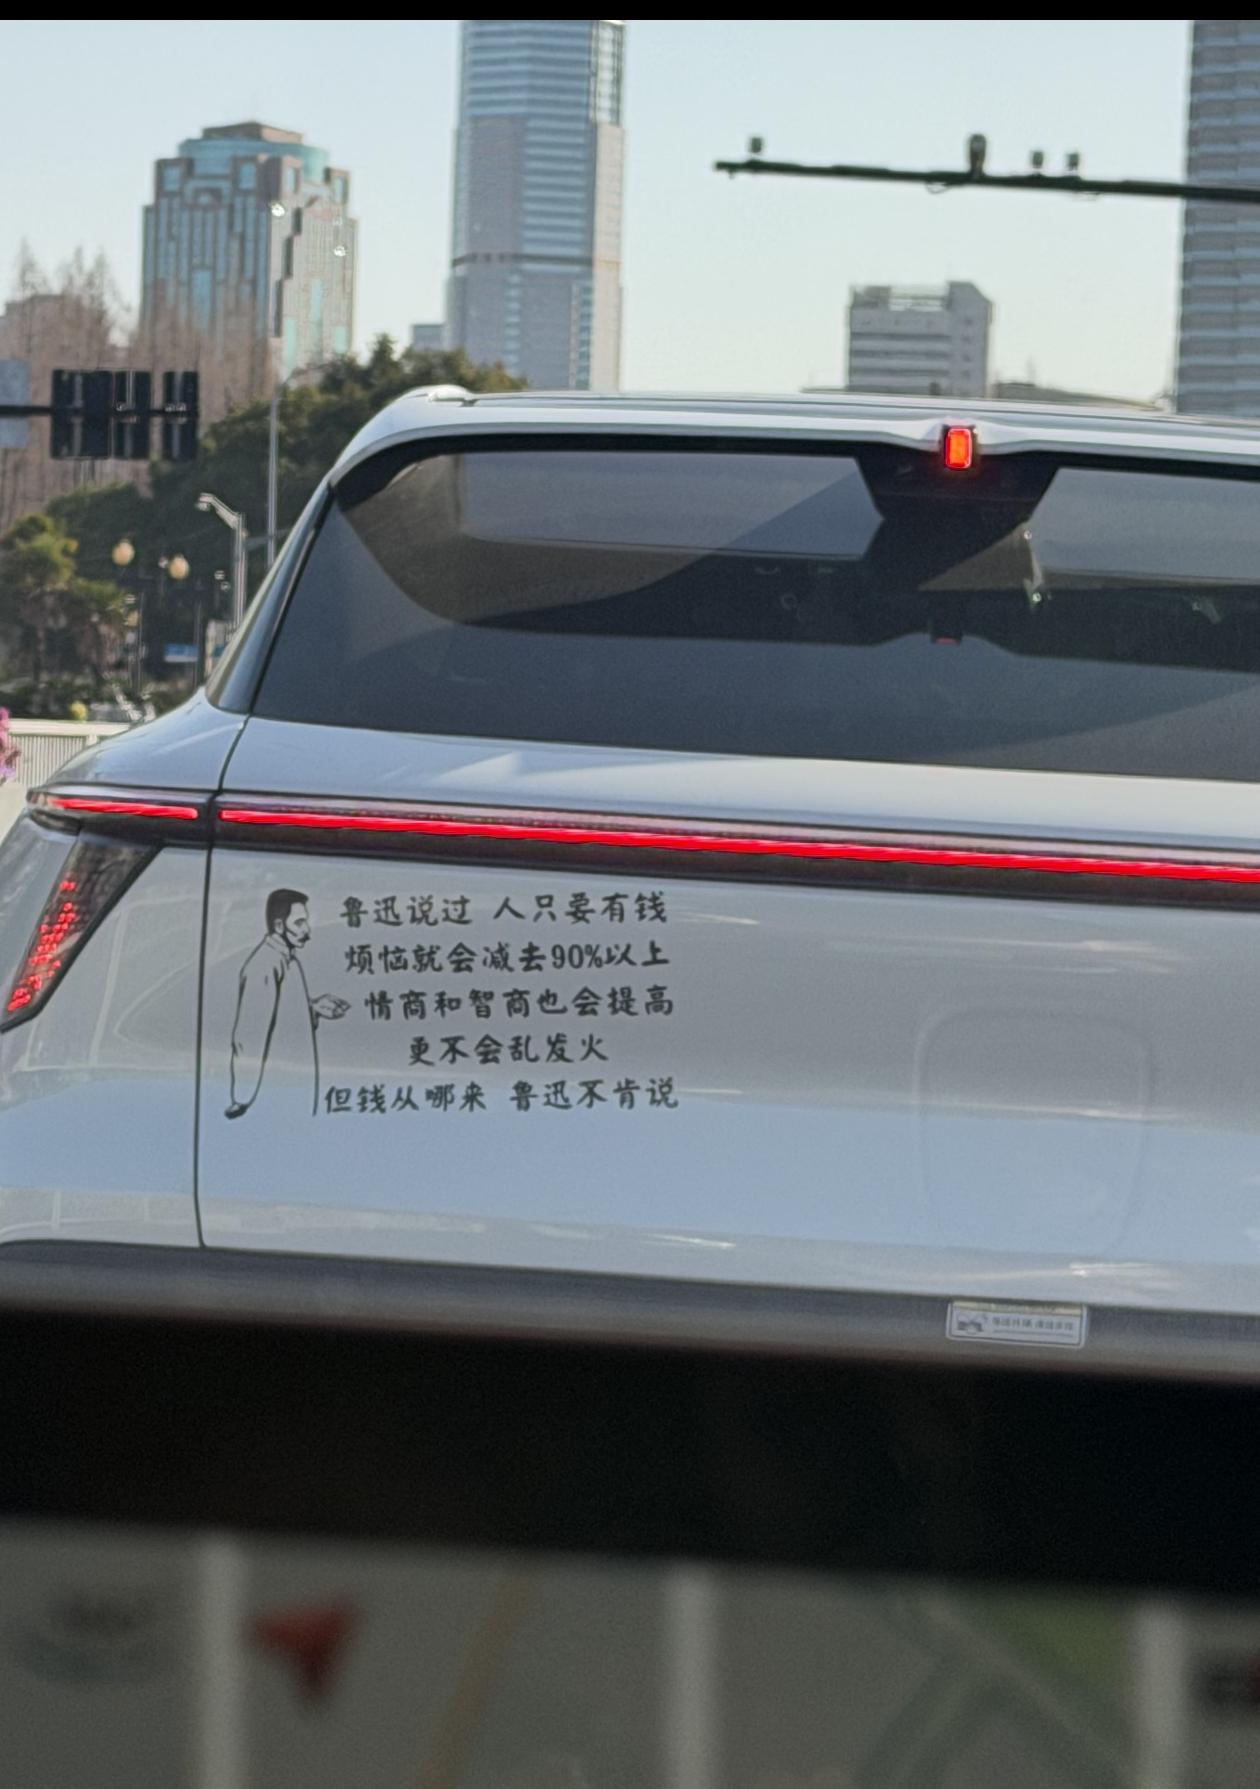 鲁迅说过 人只要有钱
烦恼就会减去90%以上
情商和智商也会提高
更不会乱发火
但钱从哪来 鲁迅不肯说